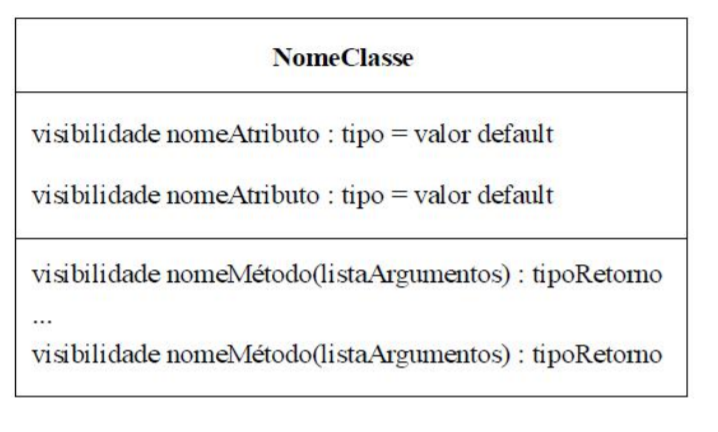 NomeClasse
visibilidade nomeAtributo : tipo = valor default
visibilidade nomeAtributo : tipo = valor default
visibilidade nomeMétodo(listaArgumentos) : tipoRetorno
...
visibilidade nomeMétodo(listaArgumentos) : tipoRetorno